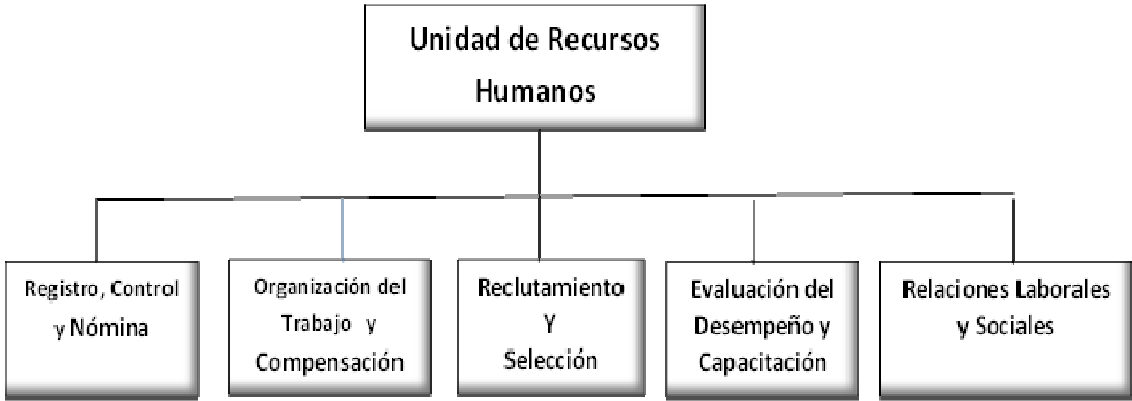 Unidad de Recursos
Humanos
Registro, Control
y Nómina
Organización del
Trabajo y
Compensación
Reclutamiento
Y
Selección
Evaluación del
Desempeño y
Capacitación
Relaciones Laborales
y Sociales